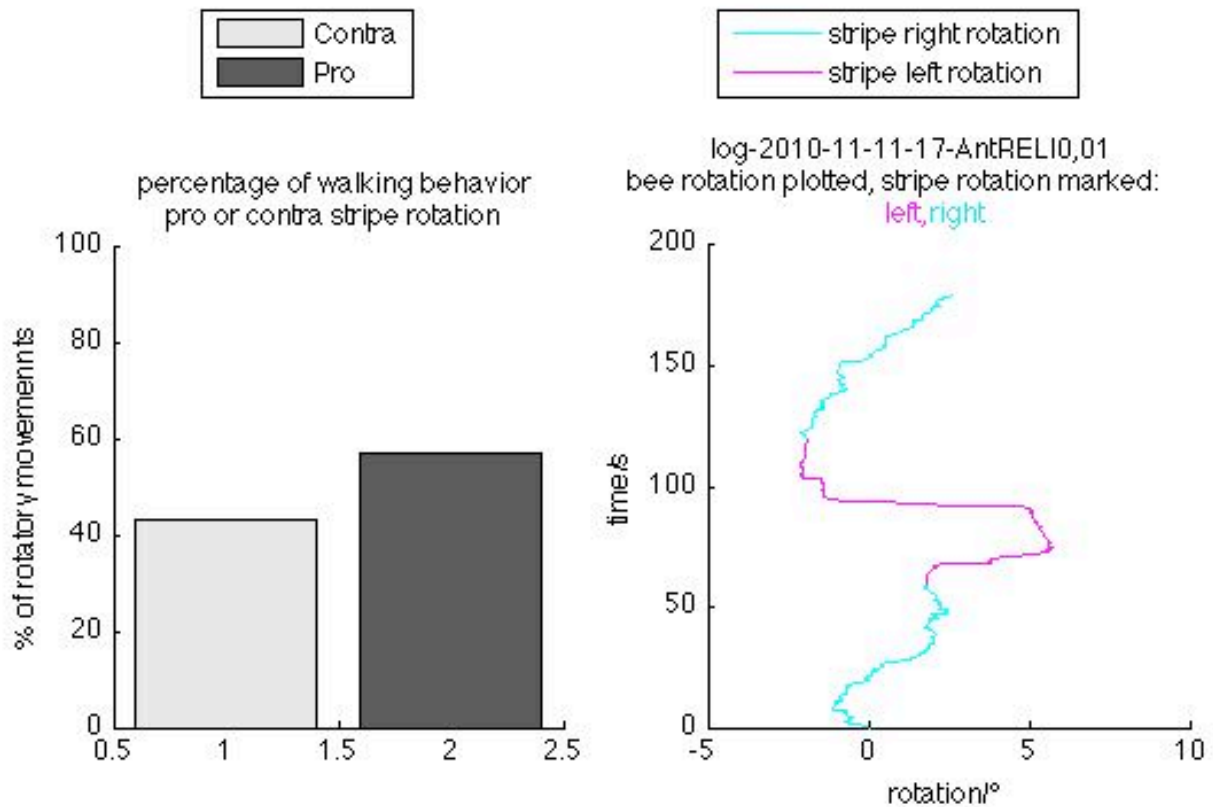 Contra
Pro
percentage of walking behavior
pro or contra stripe rotation
100
80
60
40
20
0
0.5
1
1.5
2
2.5
% of rotatory movemennts
stripe right rotation
stripe left rotation
log-2010-11-11-17-AntRELI0,01
bee rotation plotted, stripe rotation marked:
left,right
200
150
100
50
0
-5
0
5
10
time/s
rotation/°